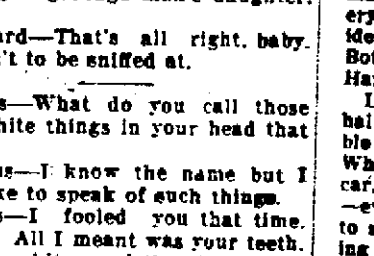 ard—That's all right, baby.
't to be sniffed at.
s—What do you call those
hite things in your head that
us—I know the name but I
ke to speak of such things.
s—I fooled you that time.
All I meant was your teeth.
ery
ide
Bot
Ha
L
hai
ble
Wh
car,
—e
to s
ing